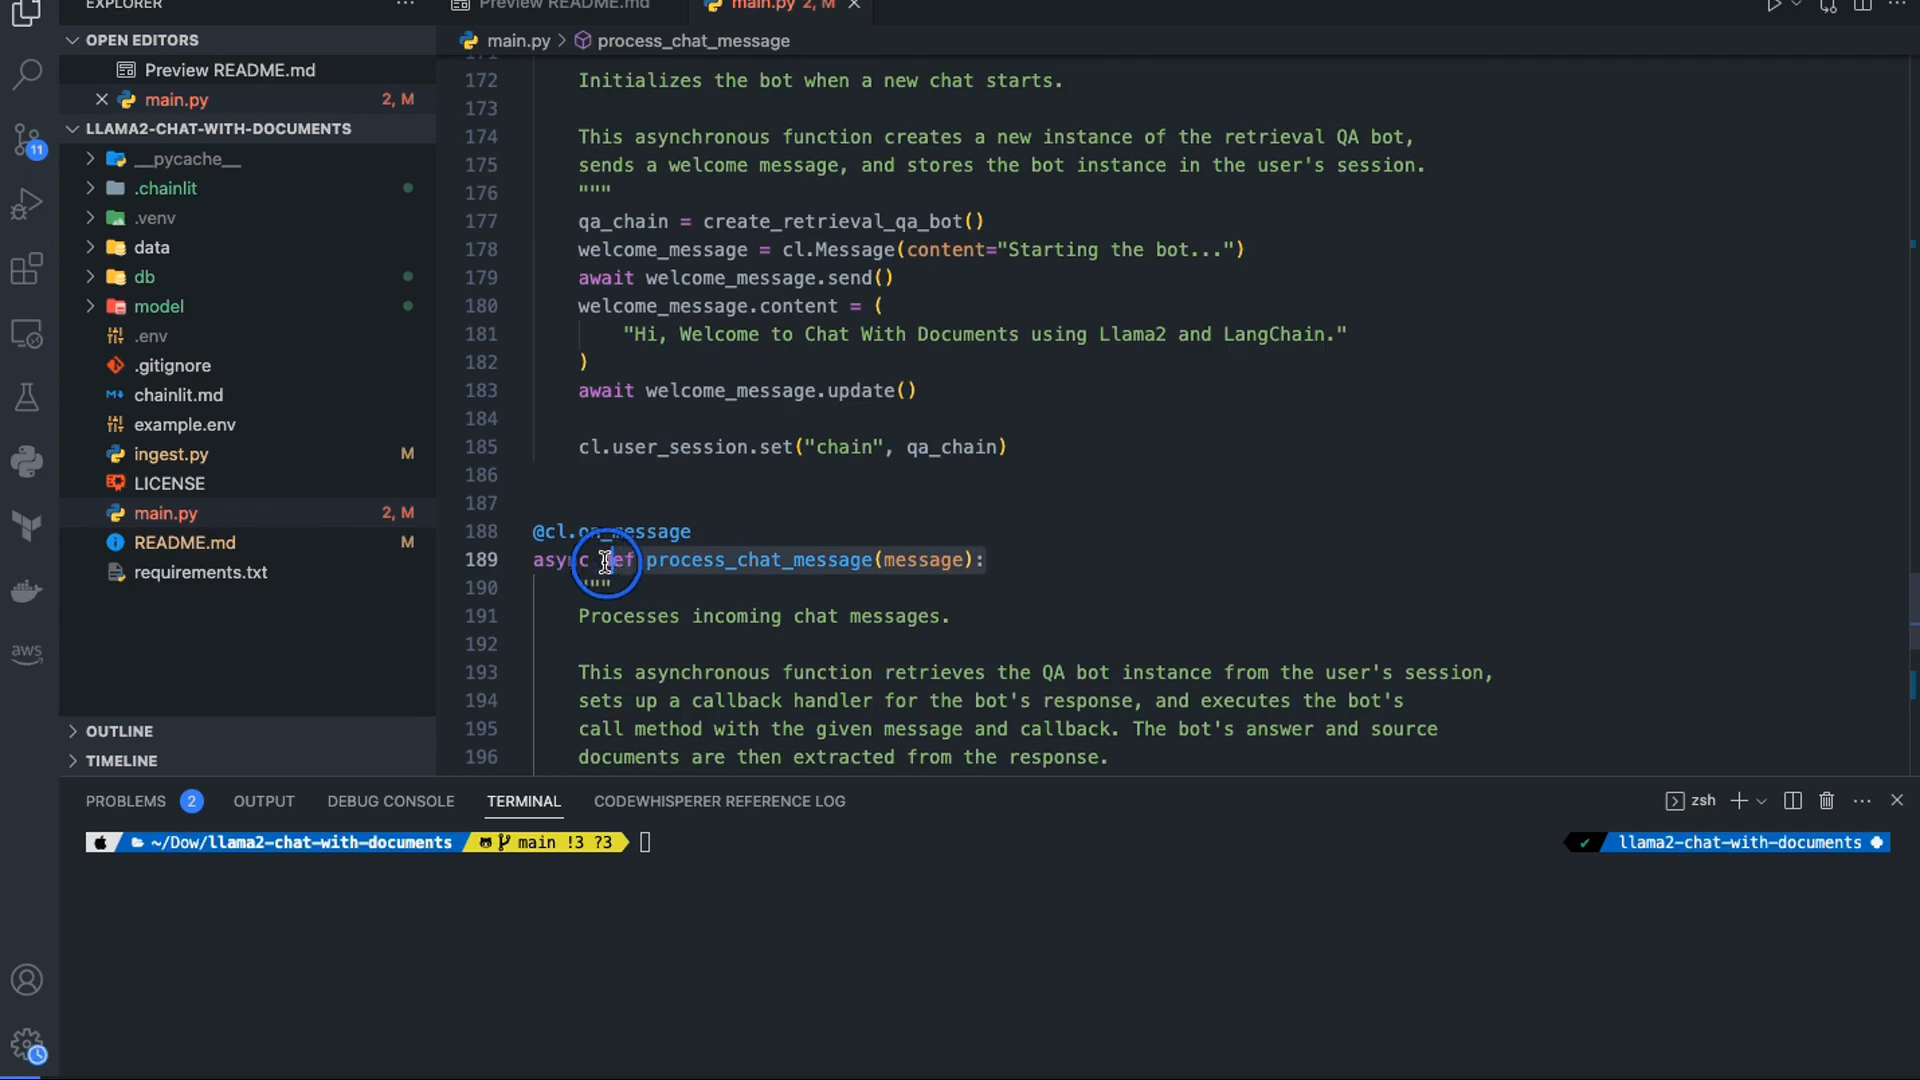 EXPLORER
Preview README.md
main.py 2, M
OPEN EDITORS
main.py > process_chat_message
Preview README.md
main.py 2, M
LLAMA2-CHAT-WITH-DOCUMENTS
__pycache__
.chainlit
.venv
data
db
model
.env
.gitignore
chainlit.md
example.env
ingest.py M
LICENSE
main.py 2, M
README.md M
requirements.txt
OUTLINE
TIMELINE
11
aws
171
172 Initializes the bot when a new chat starts.
173
174 This asynchronous function creates a new instance of the retrieval QA bot,
175 sends a welcome message, and stores the bot instance in the user's session.
176 """
177 qa_chain = create_retrieval_qa_bot()
178 welcome_message = cl.Message(content="Starting the bot...")
179 await welcome_message.send()
180 welcome_message.content = (
181 "Hi, Welcome to Chat With Documents using Llama2 and LangChain."
182 )
183 await welcome_message.update()
184
185 cl.user_session.set("chain", qa_chain)
186
187
188 @cl.on_message
189 async def process_chat_message(message):
190 """
191 Processes incoming chat messages.
192
193 This asynchronous function retrieves the QA bot instance from the user's session,
194 sets up a callback handler for the bot's response, and executes the bot's
195 call method with the given message and callback. The bot's answer and source
196 documents are then extracted from the response.
PROBLEMS 2 OUTPUT DEBUG CONSOLE TERMINAL CODEWHISPERER REFERENCE LOG zsh
~/Dow/llama2-chat-with-documents main !3 ?3 llama2-chat-with-documents